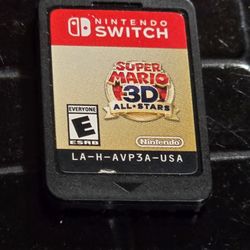 NINTENDO
SWITCH
SUPER
MARIO
3D
ALL★STARS
EVERYONE
E
ESRB
Nintendo
LA-H-AVP3A-USA